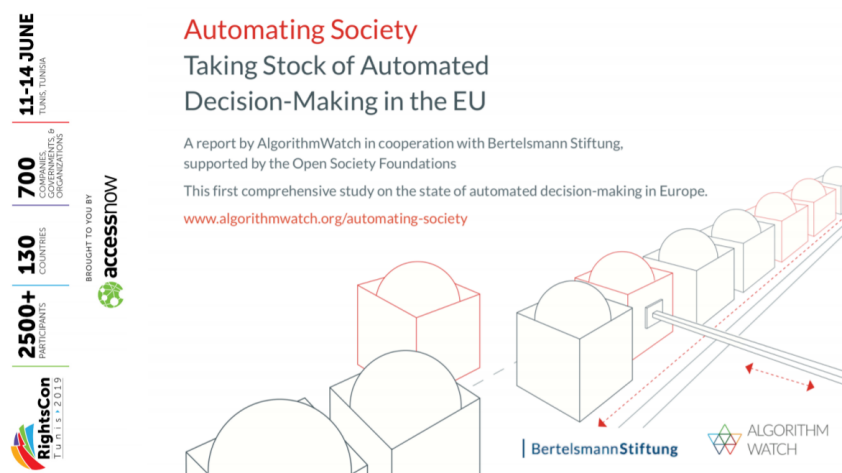 Automating Society
Taking Stock of Automated
Decision-Making in the EU
A report by AlgorithmWatch in cooperation with Bertelsmann Stiftung,
supported by the Open Society Foundations
This first comprehensive study on the state of automated decision-making in Europe.
www.algorithmwatch.org/automating-society
BertelsmannStiftung
ALGORITHM
WATCH
RightsCon
Tunis • 2019
2500+
PARTICIPANTS
130
COUNTRIES
700
COMPANIES,
GOVERNMENTS, &
ORGANIZATIONS
11-14 JUNE
TUNIS, TUNISIA
BROUGHT TO YOU BY
accessnow